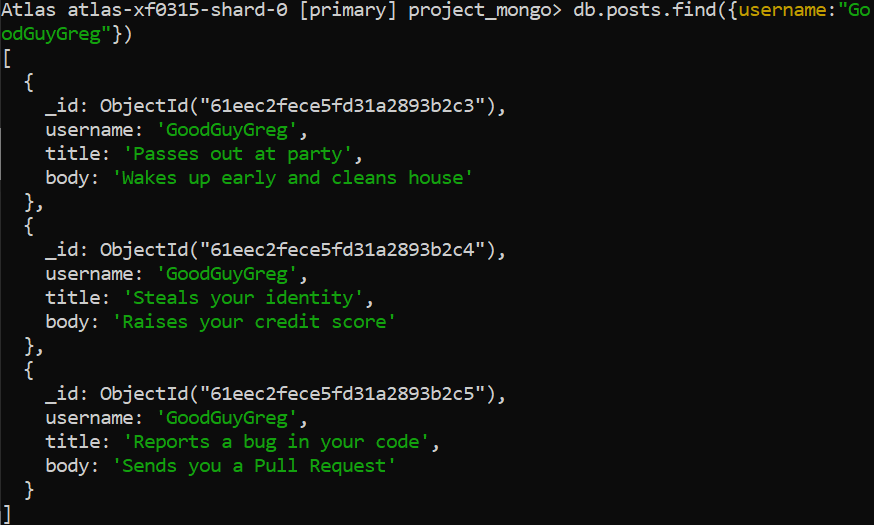 Atlas atlas-xf0315-shard-0 [primary] project_mongo> db.posts.find({username:"Go
odGuyGreg"})
[
  {
    _id: ObjectId("61eec2fece5fd31a2893b2c3"),
    username: 'GoodGuyGreg',
    title: 'Passes out at party',
    body: 'Wakes up early and cleans house'
  },
  {
    _id: ObjectId("61eec2fece5fd31a2893b2c4"),
    username: 'GoodGuyGreg',
    title: 'Steals your identity',
    body: 'Raises your credit score'
  },
  {
    _id: ObjectId("61eec2fece5fd31a2893b2c5"),
    username: 'GoodGuyGreg',
    title: 'Reports a bug in your code',
    body: 'Sends you a Pull Request'
  }
]